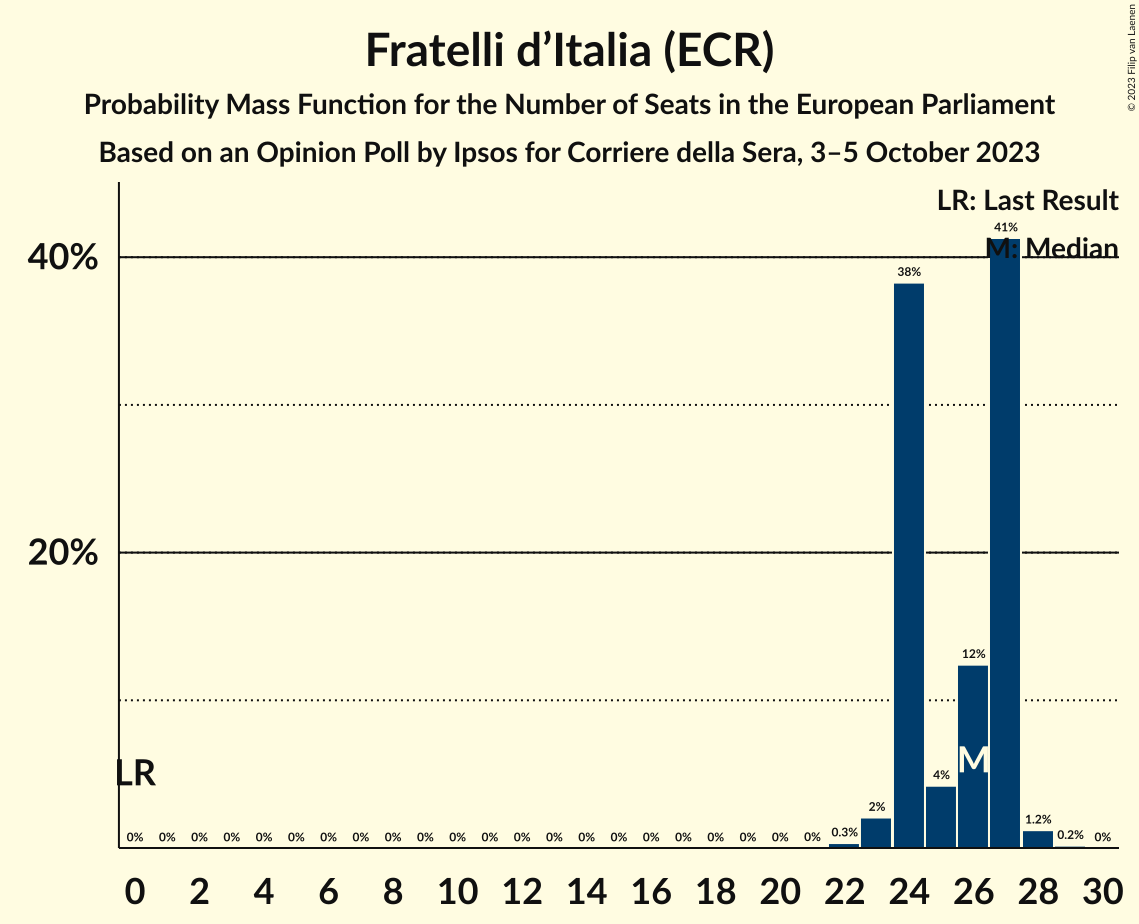 Fratelli d’Italia (ECR)
Probability Mass Function for the Number of Seats in the European Parliament
Based on an Opinion Poll by Ipsos for Corriere della Sera, 3–5 October 2023
© 2023 Filip van Laenen
LR: Last Result
M: Median
40%
20%
41%
38%
12%
4%
2%
1.2%
0.3%
0.2%
0%
LR
M
0% 0% 0% 0% 0% 0% 0% 0% 0% 0% 0% 0% 0% 0% 0% 0% 0% 0% 0% 0% 0% 0%
0 2 4 6 8 10 12 14 16 18 20 22 24 26 28 30